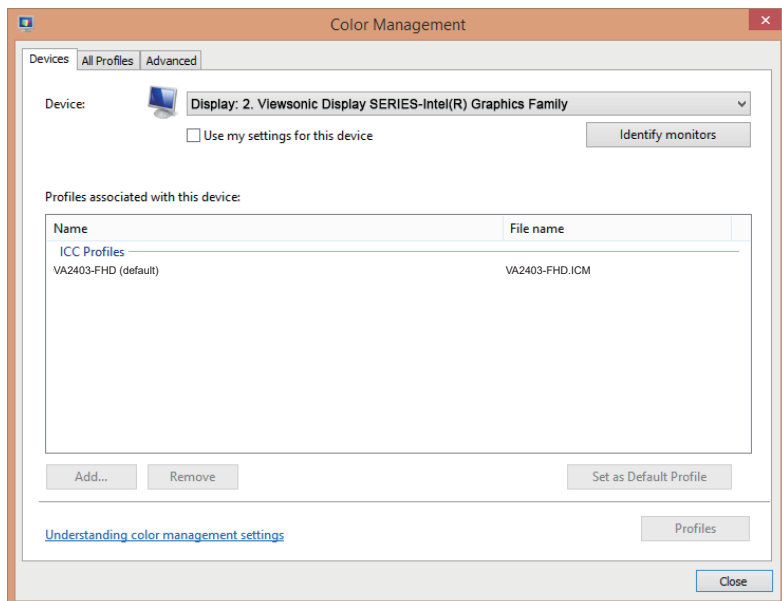 Color Management
Devices All Profiles Advanced
Device: Display: 2. Viewsonic Display SERIES-Intel(R) Graphics Family
Use my settings for this device Identify monitors
Profiles associated with this device:
Name File name
ICC Profiles
VA2403-FHD (default) VA2403-FHD.ICM
Add... Remove Set as Default Profile
Understanding color management settings Profiles
Close